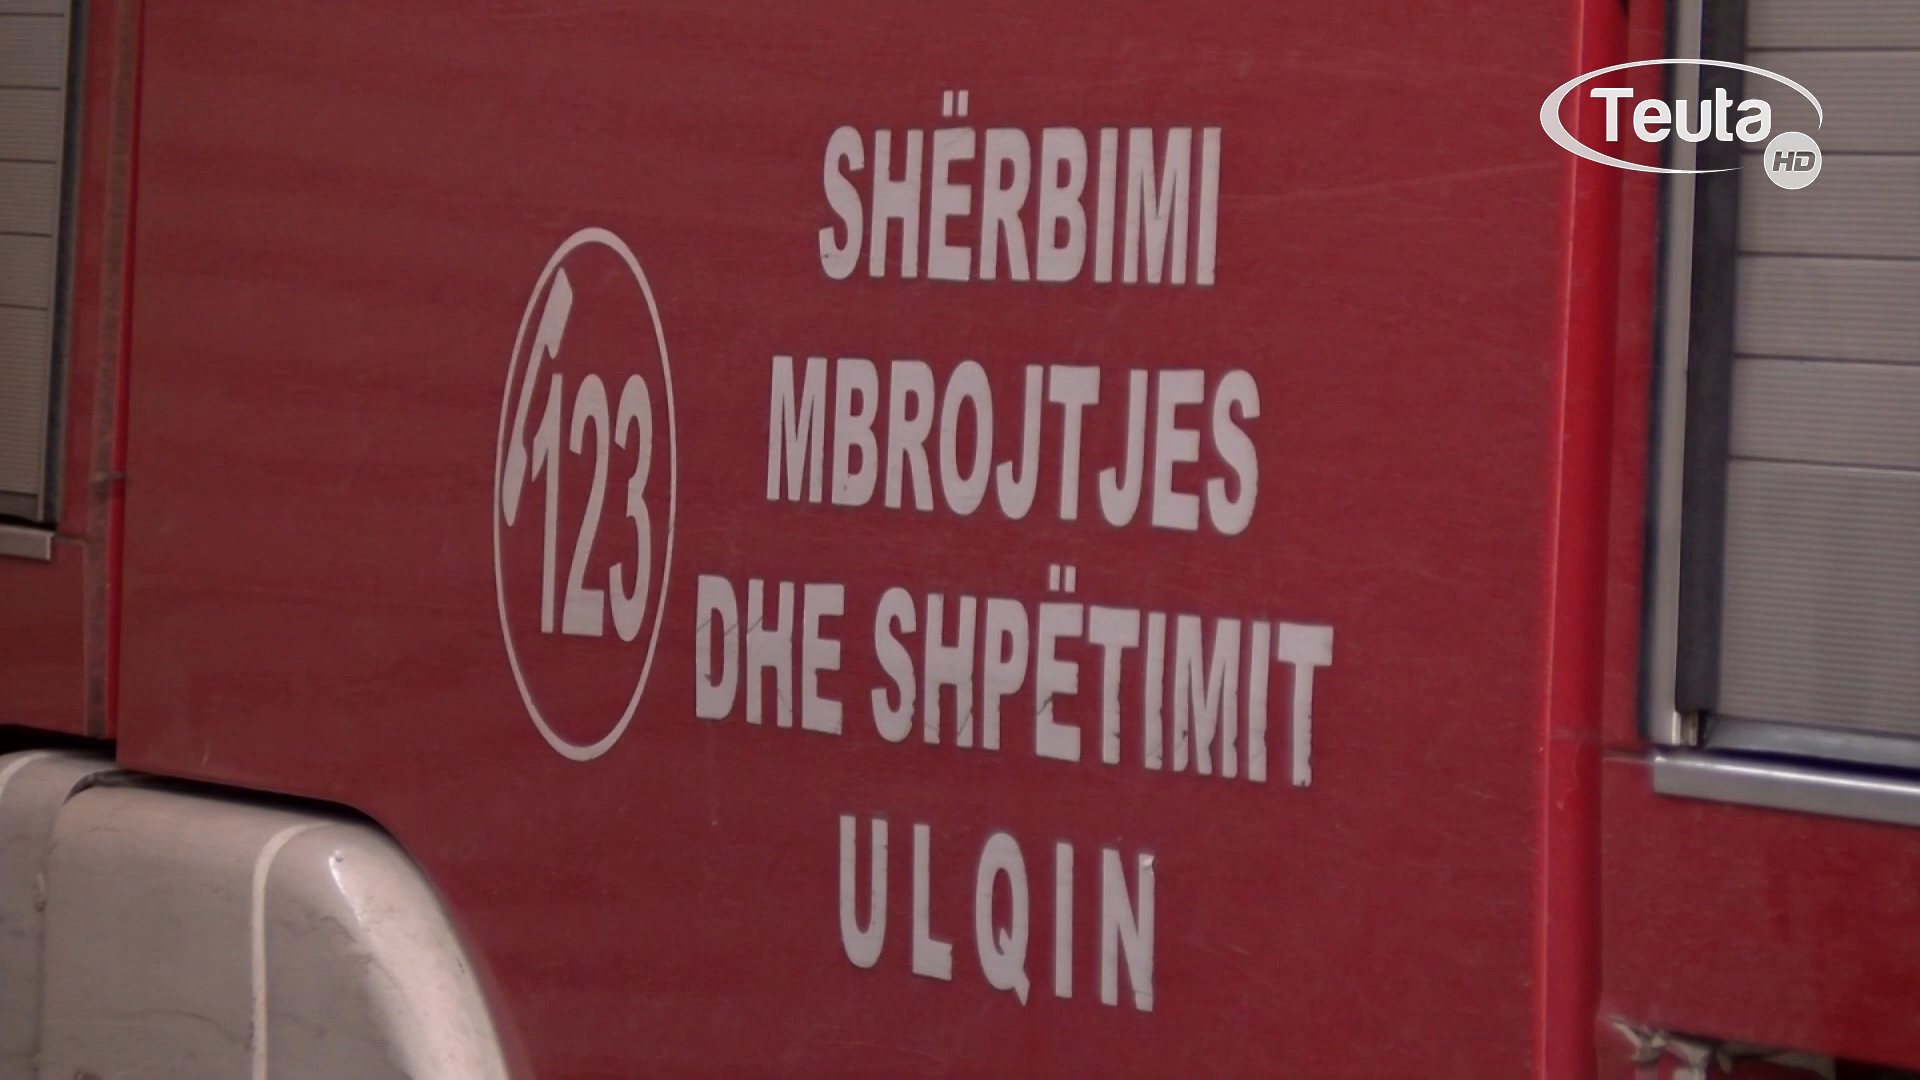 Teuta
HD
SHËRBIMI
MBROJTJES
DHE SHPËTIMIT
ULQIN
123